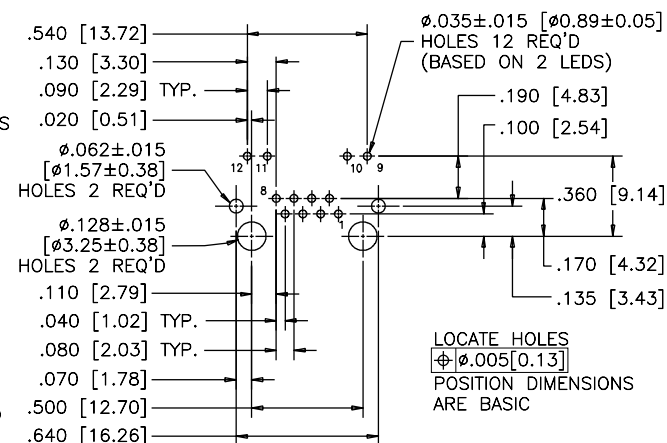 .540 [13.72]
.130 [3.30]
.090 [2.29] TYP.
.020 [0.51]
S
ø.062±.015
[ø1.57±0.38]
HOLES 2 REQ'D
ø.128±.015
[ø3.25±0.38]
HOLES 2 REQ'D
.110 [2.79]
.040 [1.02] TYP.
.080 [2.03] TYP.
.070 [1.78]
.500 [12.70]
.640 [16.26]
12
11
10
9
8
1
ø.035±.015 [ø0.89±0.05]
HOLES 12 REQ'D
(BASED ON 2 LEDS)
.190 [4.83]
.100 [2.54]
.360 [9.14]
.170 [4.32]
.135 [3.43]
LOCATE HOLES
⌖ ø.005[0.13]
POSITION DIMENSIONS
ARE BASIC